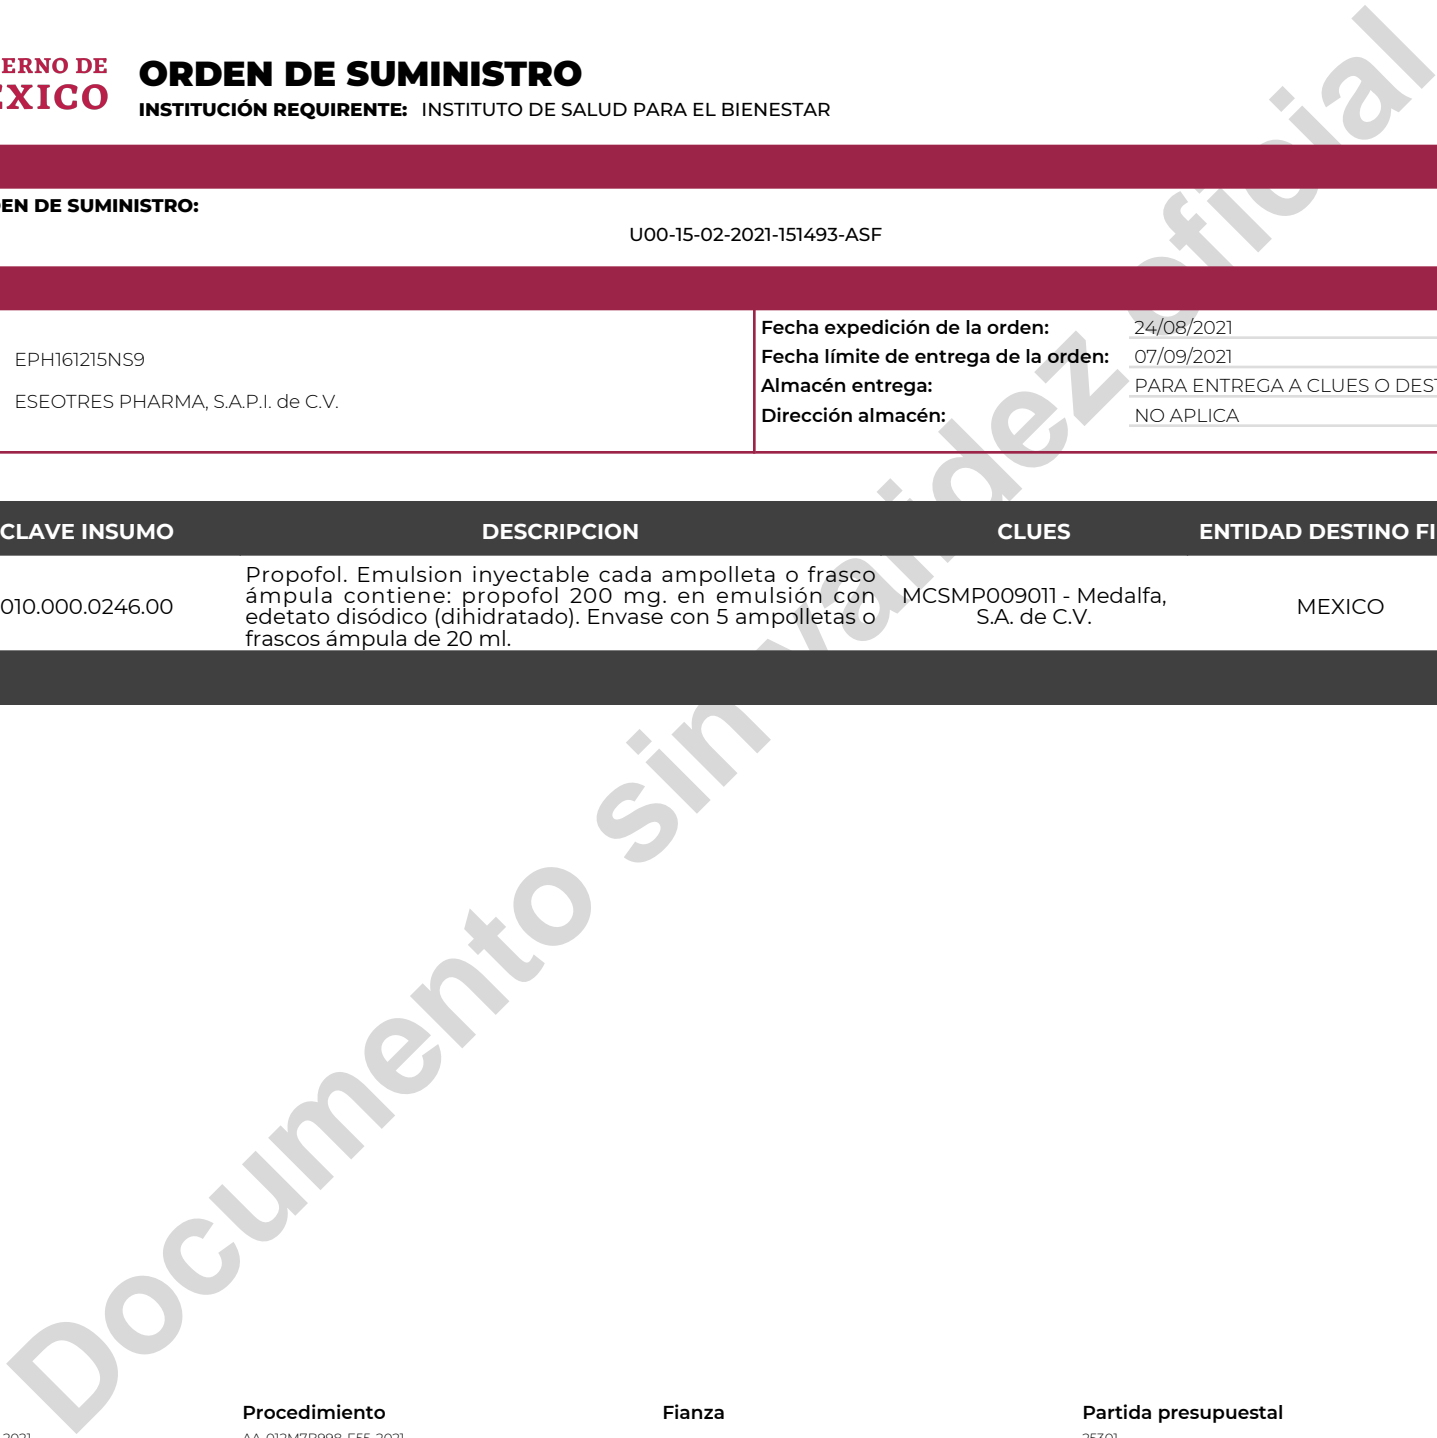 ERNO DE
EXICO
ORDEN DE SUMINISTRO
INSTITUCIÓN REQUIRENTE: INSTITUTO DE SALUD PARA EL BIENESTAR
EN DE SUMINISTRO:
U00-15-02-2021-151493-ASF
EPH161215NS9
ESEOTRES PHARMA, S.A.P.I. de C.V.
Fecha expedición de la orden: 24/08/2021
Fecha límite de entrega de la orden: 07/09/2021
Almacén entrega: PARA ENTREGA A CLUES O DEST
Dirección almacén: NO APLICA
CLAVE INSUMO DESCRIPCION CLUES ENTIDAD DESTINO FI
010.000.0246.00
Propofol. Emulsion inyectable cada ampolleta o frasco
ámpula contiene: propofol 200 mg. en emulsión con
edetato disódico (dihidratado). Envase con 5 ampolletas o
frascos ámpula de 20 ml.
MCSMP009011 - Medalfa,
S.A. de C.V.
MEXICO
Documento sin validez oficial
Procedimiento Fianza Partida presupuestal